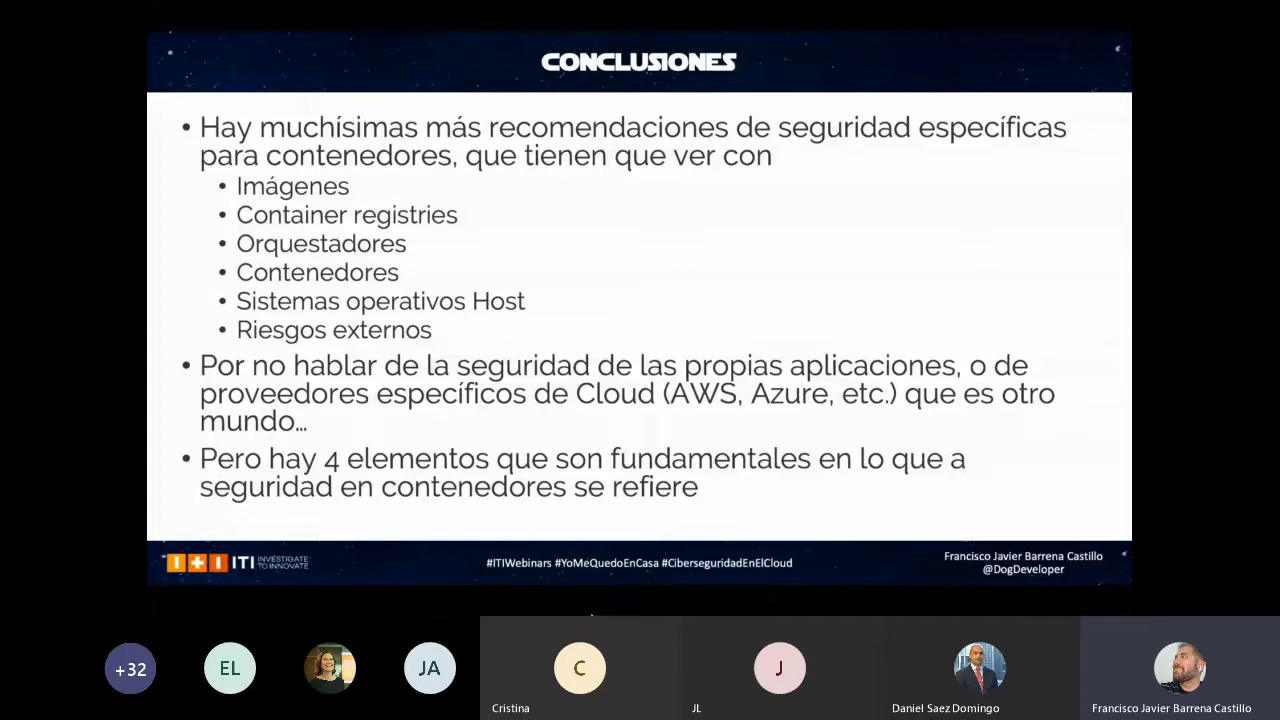 CONCLUSIONES
• Hay muchísimas más recomendaciones de seguridad específicas
para contenedores, que tienen que ver con
• Imágenes
• Container registries
• Orquestadores
• Contenedores
• Sistemas operativos Host
• Riesgos externos
• Por no hablar de la seguridad de las propias aplicaciones, o de
proveedores específicos de Cloud (AWS, Azure, etc.) que es otro
mundo…
• Pero hay 4 elementos que son fundamentales en lo que a
seguridad en contenedores se refiere
I+I ITI INVESTIGATE
TO INNOVATE
#ITIWebinars #YoMeQuedoEnCasa #CiberseguridadEnElCloud
Francisco Javier Barrena Castillo
@DogDeveloper
+32
EL
JA
C
J
Cristina
JL
Daniel Saez Domingo
Francisco Javier Barrena Castillo